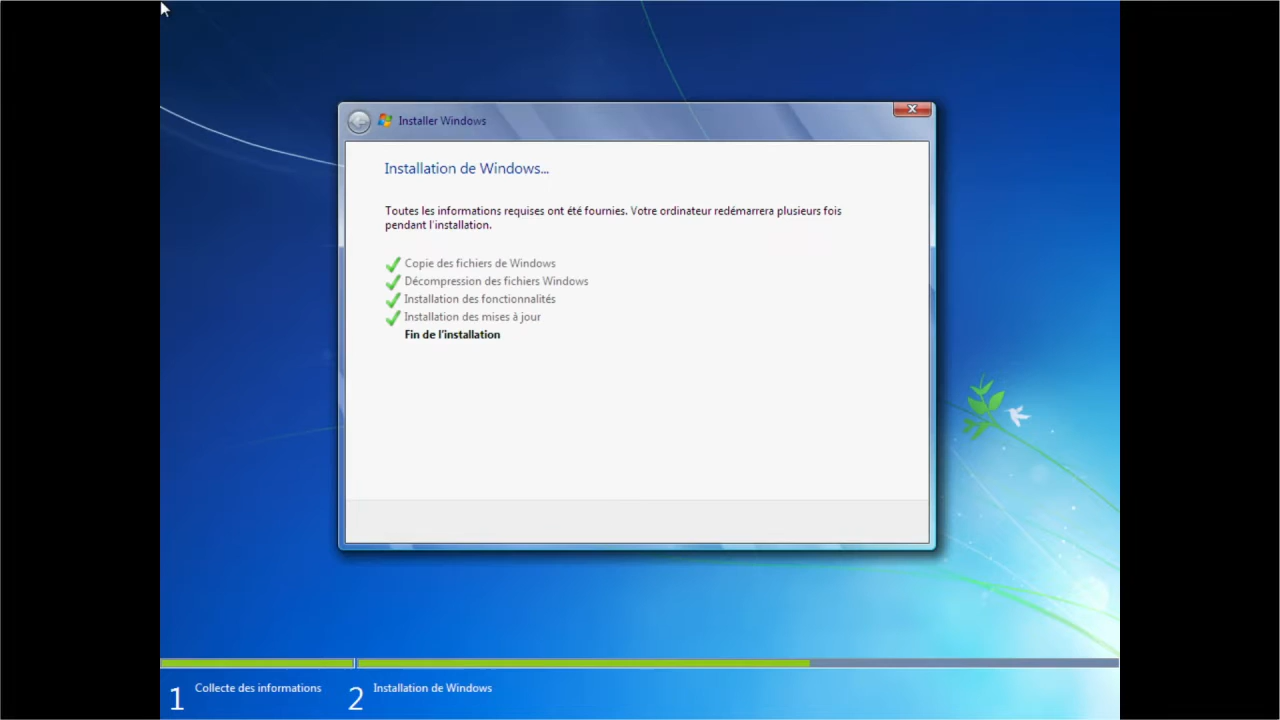 Installer Windows
Installation de Windows...
Toutes les informations requises ont été fournies. Votre ordinateur redémarrera plusieurs fois
pendant l'installation.
Copie des fichiers de Windows
Décompression des fichiers Windows
Installation des fonctionnalités
Installation des mises à jour
Fin de l'installation
1 Collecte des informations
2 Installation de Windows